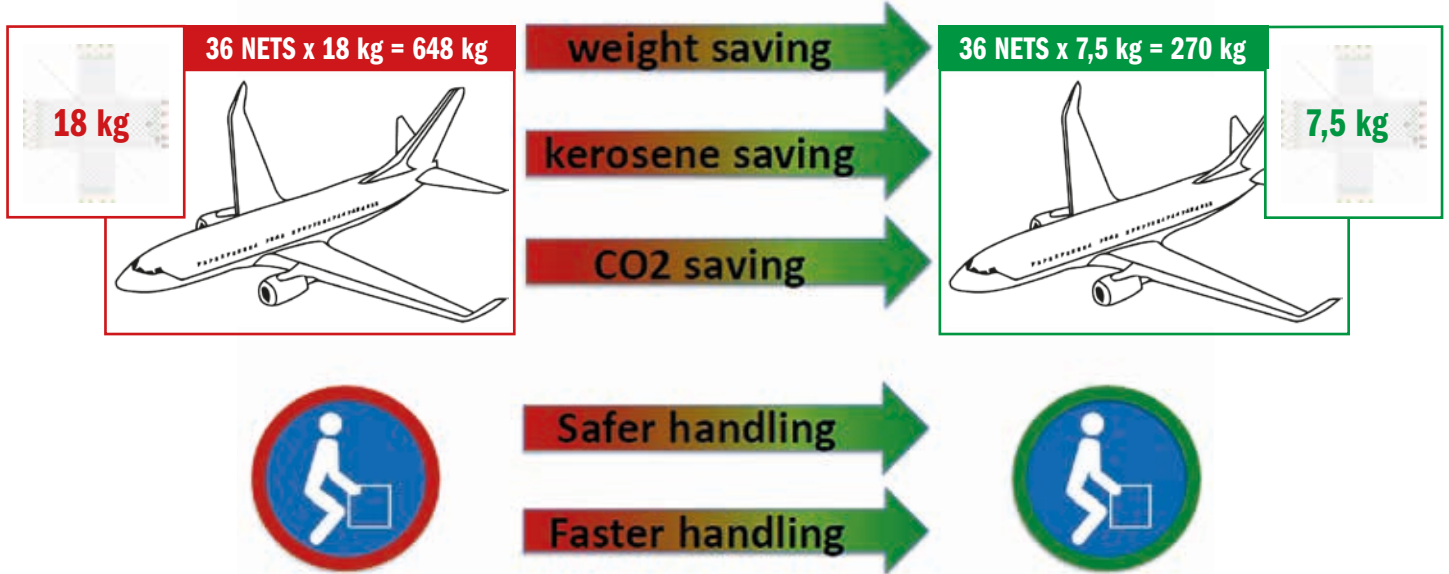 36 NETS x 18 kg = 648 kg
18 kg
weight saving
kerosene saving
CO2 saving
36 NETS x 7,5 kg = 270 kg
7,5 kg
Safer handling
Faster handling